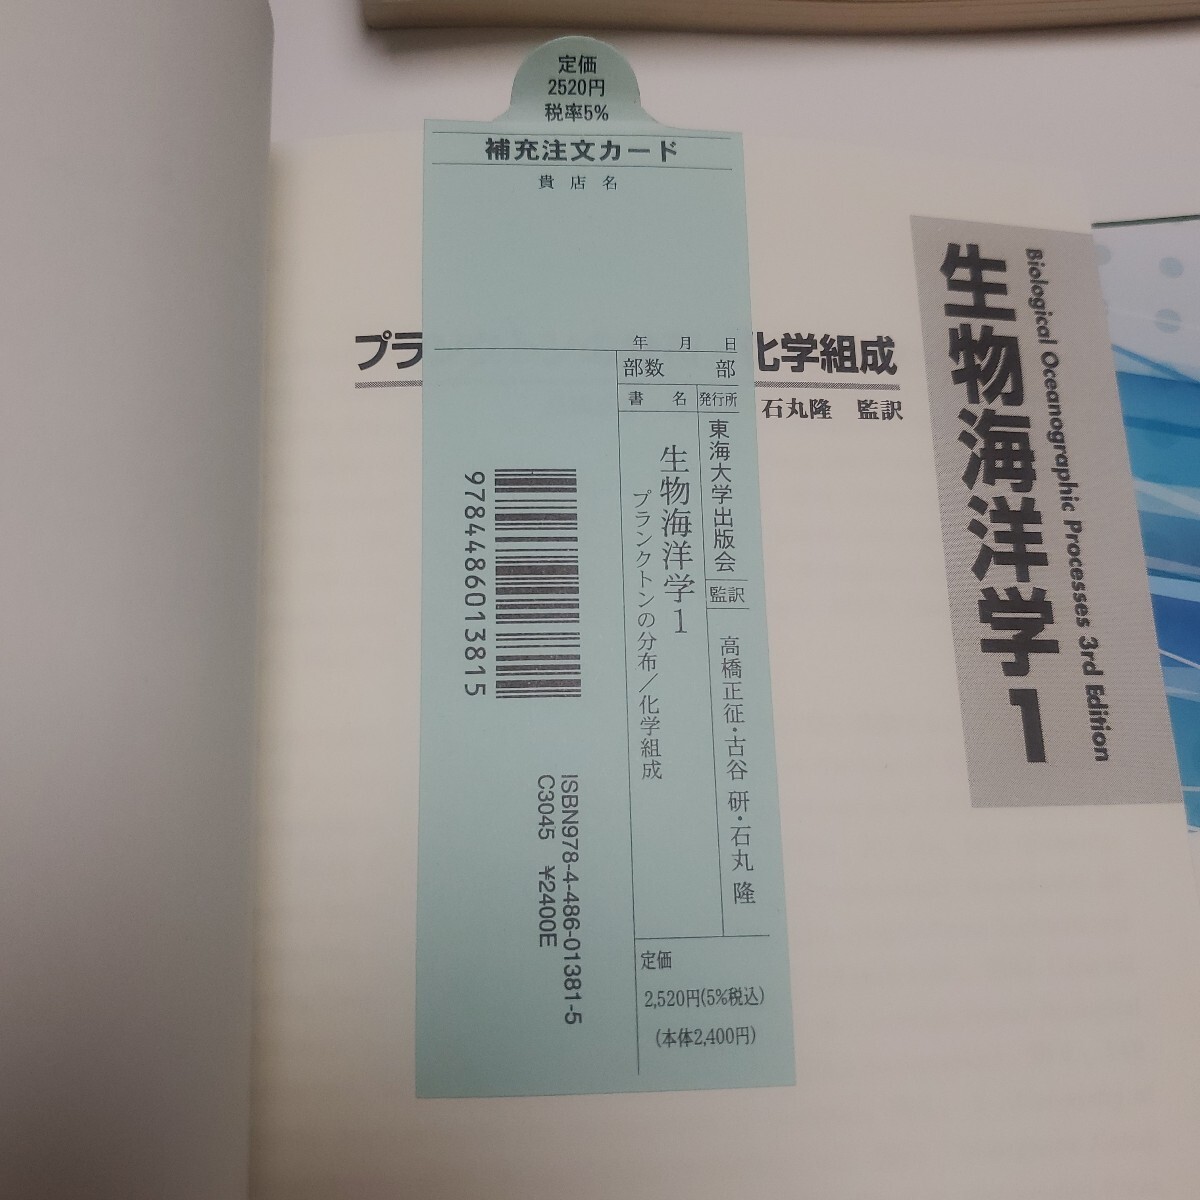 定価
2520円
税率5%
補充注文カード
貴店名
年 月 日
部数 部
書名
発行所
東海大学出版会
監訳
高橋正征・古谷 研・石丸 隆
生物海洋学1
プランクトンの分布/化学組成
9784486013815
ISBN978-4-486-01381-5
C3045 ¥2400E
定価
2,520円(5%税込)
(本体2,400円)
プラ
化学組成
石丸隆 監訳
生物海洋学1
Biological Oceanographic Processes 3rd Edition